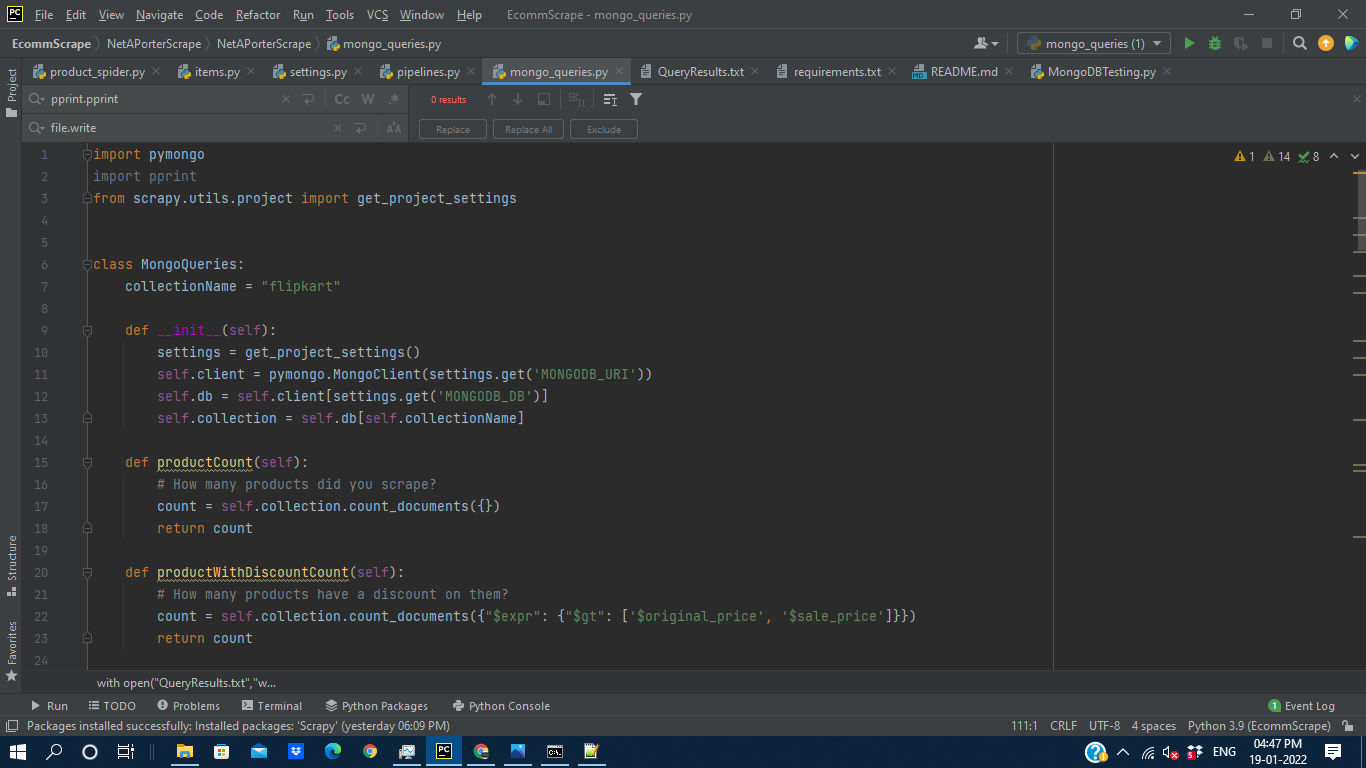 PC File Edit View Navigate Code Refactor Run Tools VCS Window Help EcommScrape - mongo_queries.py
EcommScrape NetAPorterScrape NetAPorterScrape mongo_queries.py mongo_queries (1)
product_spider.py items.py settings.py pipelines.py mongo_queries.py QueryResults.txt requirements.txt README.md MongoDBTesting.py
Project
pprint.pprint Cc W .* 0 results
file.write Replace Replace All Exclude
1 import pymongo 1 14 8
2 import pprint
3 from scrapy.utils.project import get_project_settings
4
5
6 class MongoQueries:
7 collectionName = "flipkart"
8
9 def __init__(self):
10 settings = get_project_settings()
11 self.client = pymongo.MongoClient(settings.get('MONGODB_URI'))
12 self.db = self.client[settings.get('MONGODB_DB')]
13 self.collection = self.db[self.collectionName]
14
15 def productCount(self):
16 # How many products did you scrape?
17 count = self.collection.count_documents({})
18 return count
19
20 def productWithDiscountCount(self):
21 # How many products have a discount on them?
22 count = self.collection.count_documents({"$expr": {"$gt": ['$original_price', '$sale_price']}})
23 return count
24
Structure
Favorites
with open("QueryResults.txt","w...
Run TODO Problems Terminal Python Packages Python Console 1 Event Log
Packages installed successfully: Installed packages: 'Scrapy' (yesterday 06:09 PM) 111:1 CRLF UTF-8 4 spaces Python 3.9 (EcommScrape)
PC ENG 04:47 PM
19-01-2022